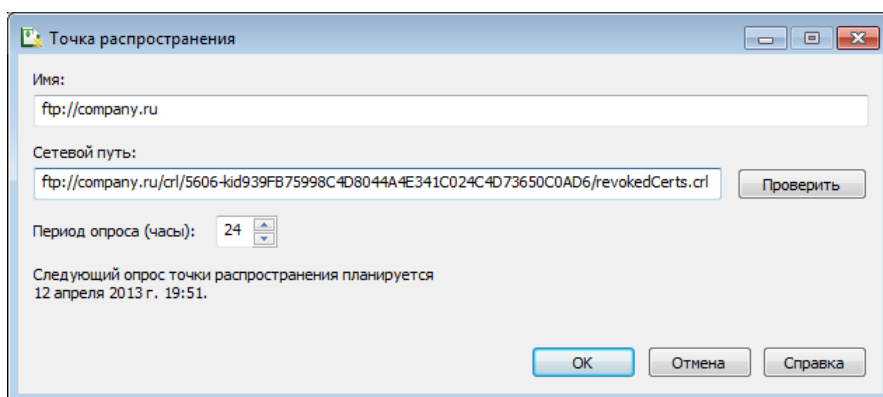 Точка распространения
Имя:
ftp://company.ru
Сетевой путь:
ftp://company.ru/crl/5606-kid939FB75998C4D8044A4E341C024C4D73650C0AD6/revokedCerts.crl
Проверить
Период опроса (часы): 24
Следующий опрос точки распространения планируется
12 апреля 2013 г. 19:51.
OK Отмена Справка